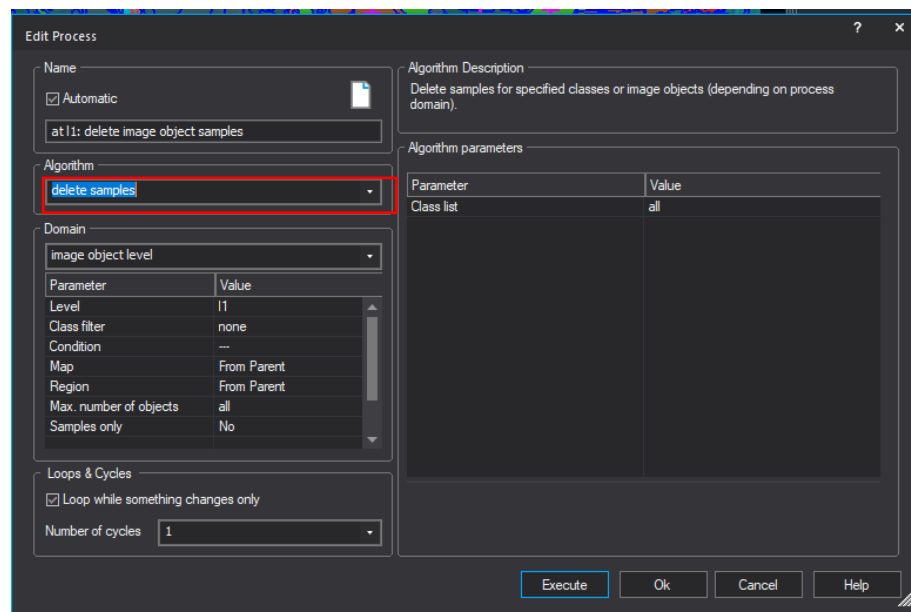 Edit Process
? ×
Name
Automatic
at l1: delete image object samples
Algorithm
delete samples
Domain
image object level
Parameter Value
Level l1
Class filter none
Condition ---
Map From Parent
Region From Parent
Max. number of objects all
Samples only No
Loops & Cycles
Loop while something changes only
Number of cycles 1
Algorithm Description
Delete samples for specified classes or image objects (depending on process
domain).
Algorithm parameters
Parameter Value
Class list all
Execute Ok Cancel Help